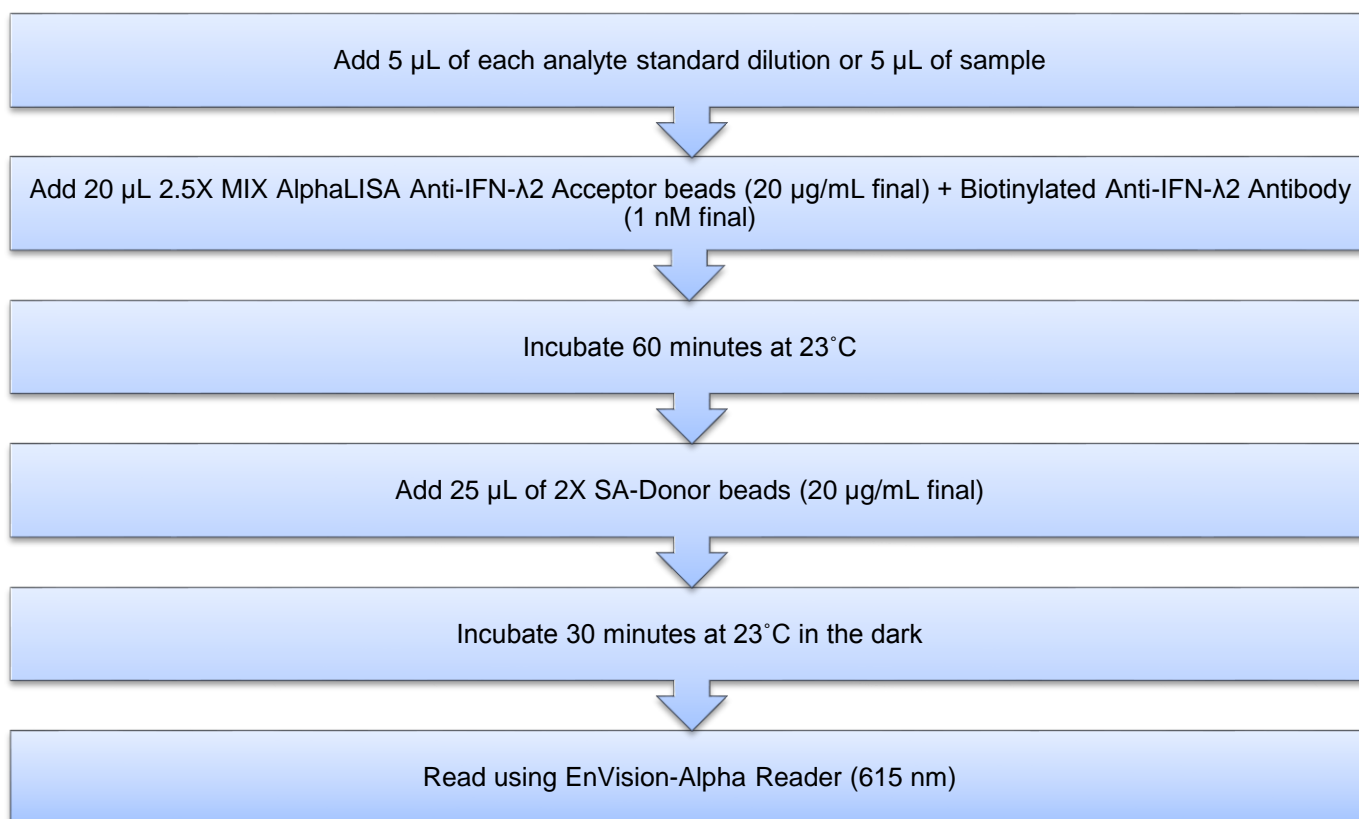 Add 5 µL of each analyte standard dilution or 5 µL of sample
Add 20 µL 2.5X MIX AlphaLISA Anti-IFN-λ2 Acceptor beads (20 µg/mL final) + Biotinylated Anti-IFN-λ2 Antibody
(1 nM final)
Incubate 60 minutes at 23˚C
Add 25 µL of 2X SA-Donor beads (20 µg/mL final)
Incubate 30 minutes at 23˚C in the dark
Read using EnVision-Alpha Reader (615 nm)